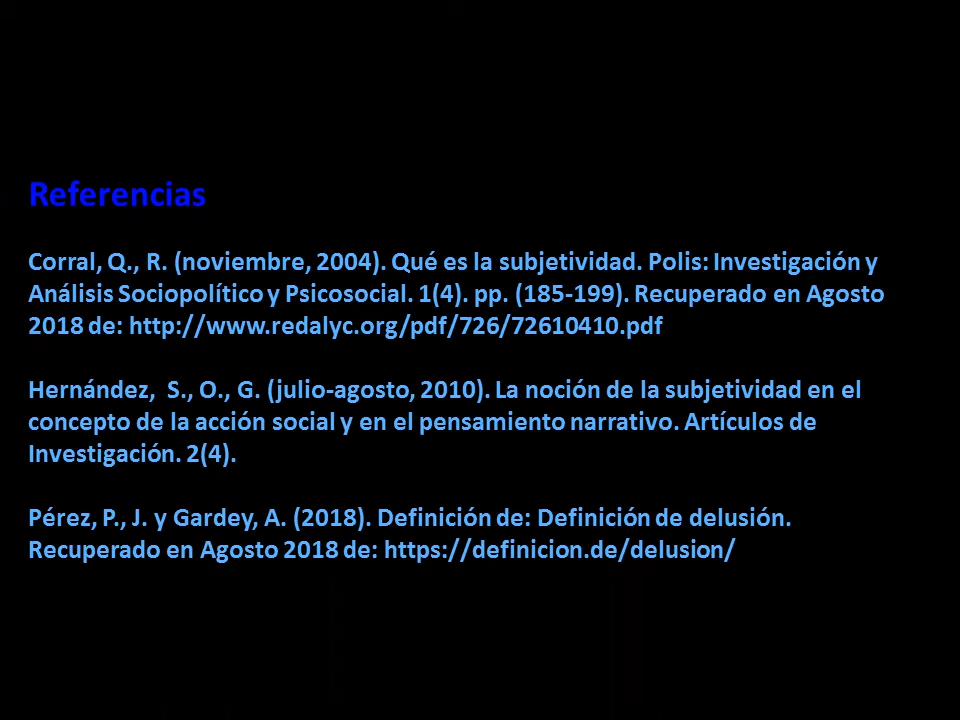 Referencias
Corral, Q., R. (noviembre, 2004). Qué es la subjetividad. Polis: Investigación y
Análisis Sociopolítico y Psicosocial. 1(4). pp. (185-199). Recuperado en Agosto
2018 de: http://www.redalyc.org/pdf/726/72610410.pdf
Hernández,  S., O., G. (julio-agosto, 2010). La noción de la subjetividad en el
concepto de la acción social y en el pensamiento narrativo. Artículos de
Investigación. 2(4).
Pérez, P., J. y Gardey, A. (2018). Definición de: Definición de delusión.
Recuperado en Agosto 2018 de: https://definicion.de/delusion/